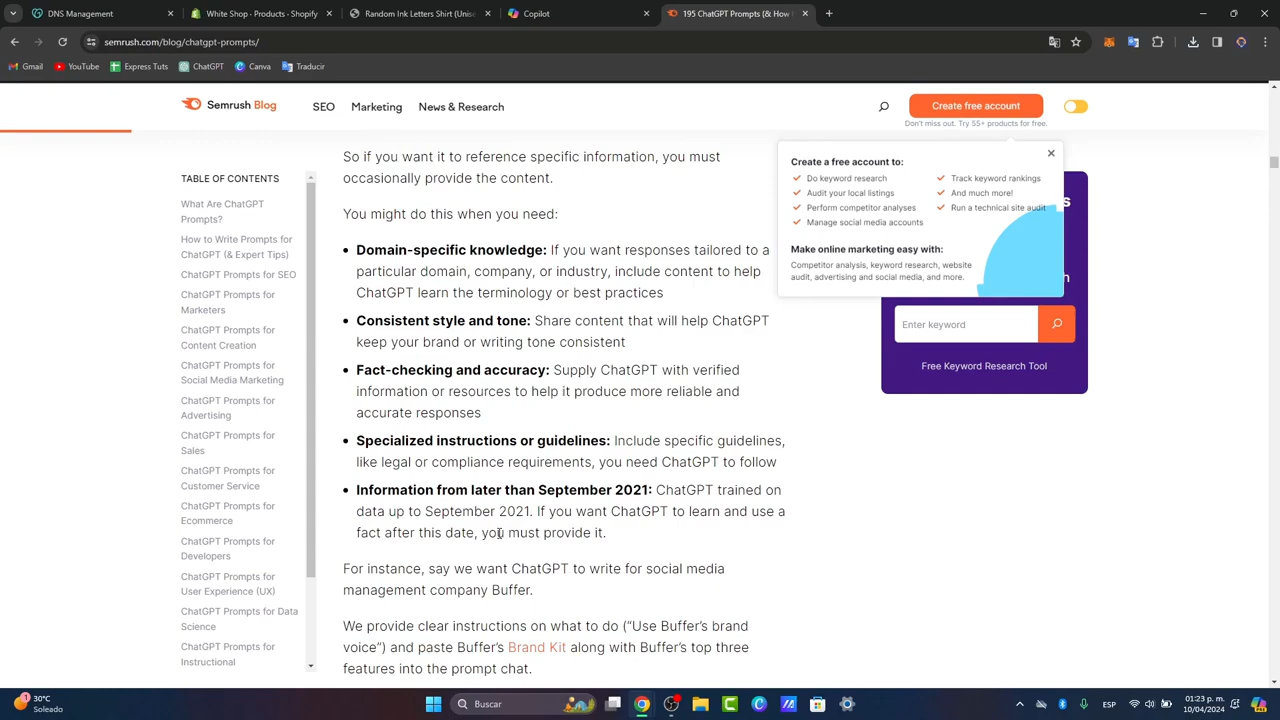 DNS Management
White Shop - Products - Shopify
Random Ink Letters Shirt (Unise
Copilot
195 ChatGPT Prompts (& How
semrush.com/blog/chatgpt-prompts/
Gmail
YouTube
Express Tuts
ChatGPT
Canva
Traducir
Semrush Blog
SEO
Marketing
News & Research
Create free account
Don't miss out. Try 55+ products for free.
TABLE OF CONTENTS
What Are ChatGPT
Prompts?
How to Write Prompts for
ChatGPT (& Expert Tips)
ChatGPT Prompts for SEO
ChatGPT Prompts for
Marketers
ChatGPT Prompts for
Content Creation
ChatGPT Prompts for
Social Media Marketing
ChatGPT Prompts for
Advertising
ChatGPT Prompts for
Sales
ChatGPT Prompts for
Customer Service
ChatGPT Prompts for
Ecommerce
ChatGPT Prompts for
Developers
ChatGPT Prompts for
User Experience (UX)
ChatGPT Prompts for Data
Science
ChatGPT Prompts for
Instructional
So if you want it to reference specific information, you must
occasionally provide the content.
You might do this when you need:
• Domain-specific knowledge: If you want responses tailored to a
particular domain, company, or industry, include content to help
ChatGPT learn the terminology or best practices
• Consistent style and tone: Share content that will help ChatGPT
keep your brand or writing tone consistent
• Fact-checking and accuracy: Supply ChatGPT with verified
information or resources to help it produce more reliable and
accurate responses
• Specialized instructions or guidelines: Include specific guidelines,
like legal or compliance requirements, you need ChatGPT to follow
• Information from later than September 2021: ChatGPT trained on
data up to September 2021. If you want ChatGPT to learn and use a
fact after this date, you must provide it.
For instance, say we want ChatGPT to write for social media
management company Buffer.
We provide clear instructions on what to do (“Use Buffer’s brand
voice”) and paste Buffer’s Brand Kit along with Buffer’s top three
features into the prompt chat.
Create a free account to:
Do keyword research
Track keyword rankings
Audit your local listings
And much more!
Perform competitor analyses
Run a technical site audit
Manage social media accounts
Make online marketing easy with:
Competitor analysis, keyword research, website
audit, advertising and social media, and more.
Enter keyword
Free Keyword Research Tool
30°C
Soleado
Buscar
ESP
01:23 p. m.
10/04/2024